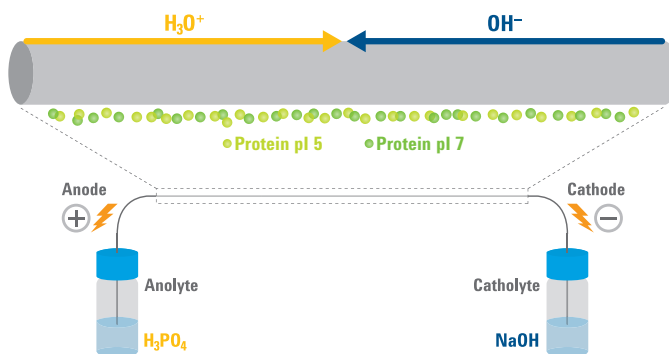 H₃O⁺ OH⁻
Protein pI 5 Protein pI 7
Anode Cathode
+ −
Anolyte Catholyte
H₃PO₄ NaOH